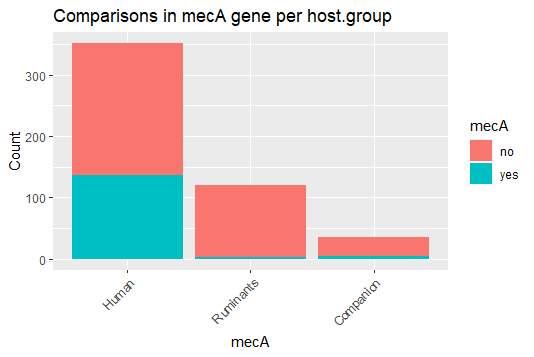 Comparisons in mecA gene per host.group
300
200
100
0
Count
Human
Ruminants
Companion
mecA
mecA
no
yes